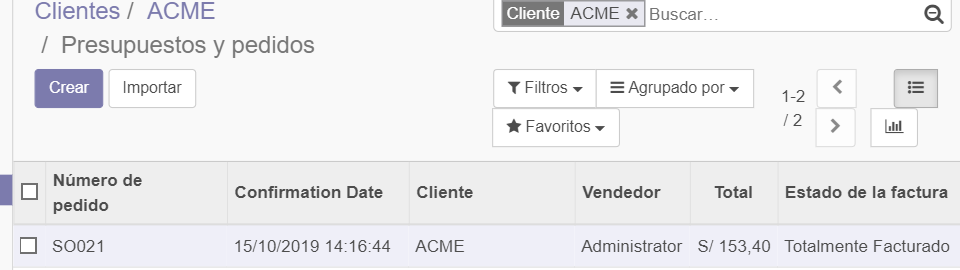 Clientes / ACME
/ Presupuestos y pedidos
Cliente ACME ✖ Buscar...
Crear Importar
Filtros Agrupado por
Favoritos
1-2
/ 2
Número de
pedido Confirmation Date Cliente Vendedor Total Estado de la factura
SO021 15/10/2019 14:16:44 ACME Administrator S/ 153,40 Totalmente Facturado